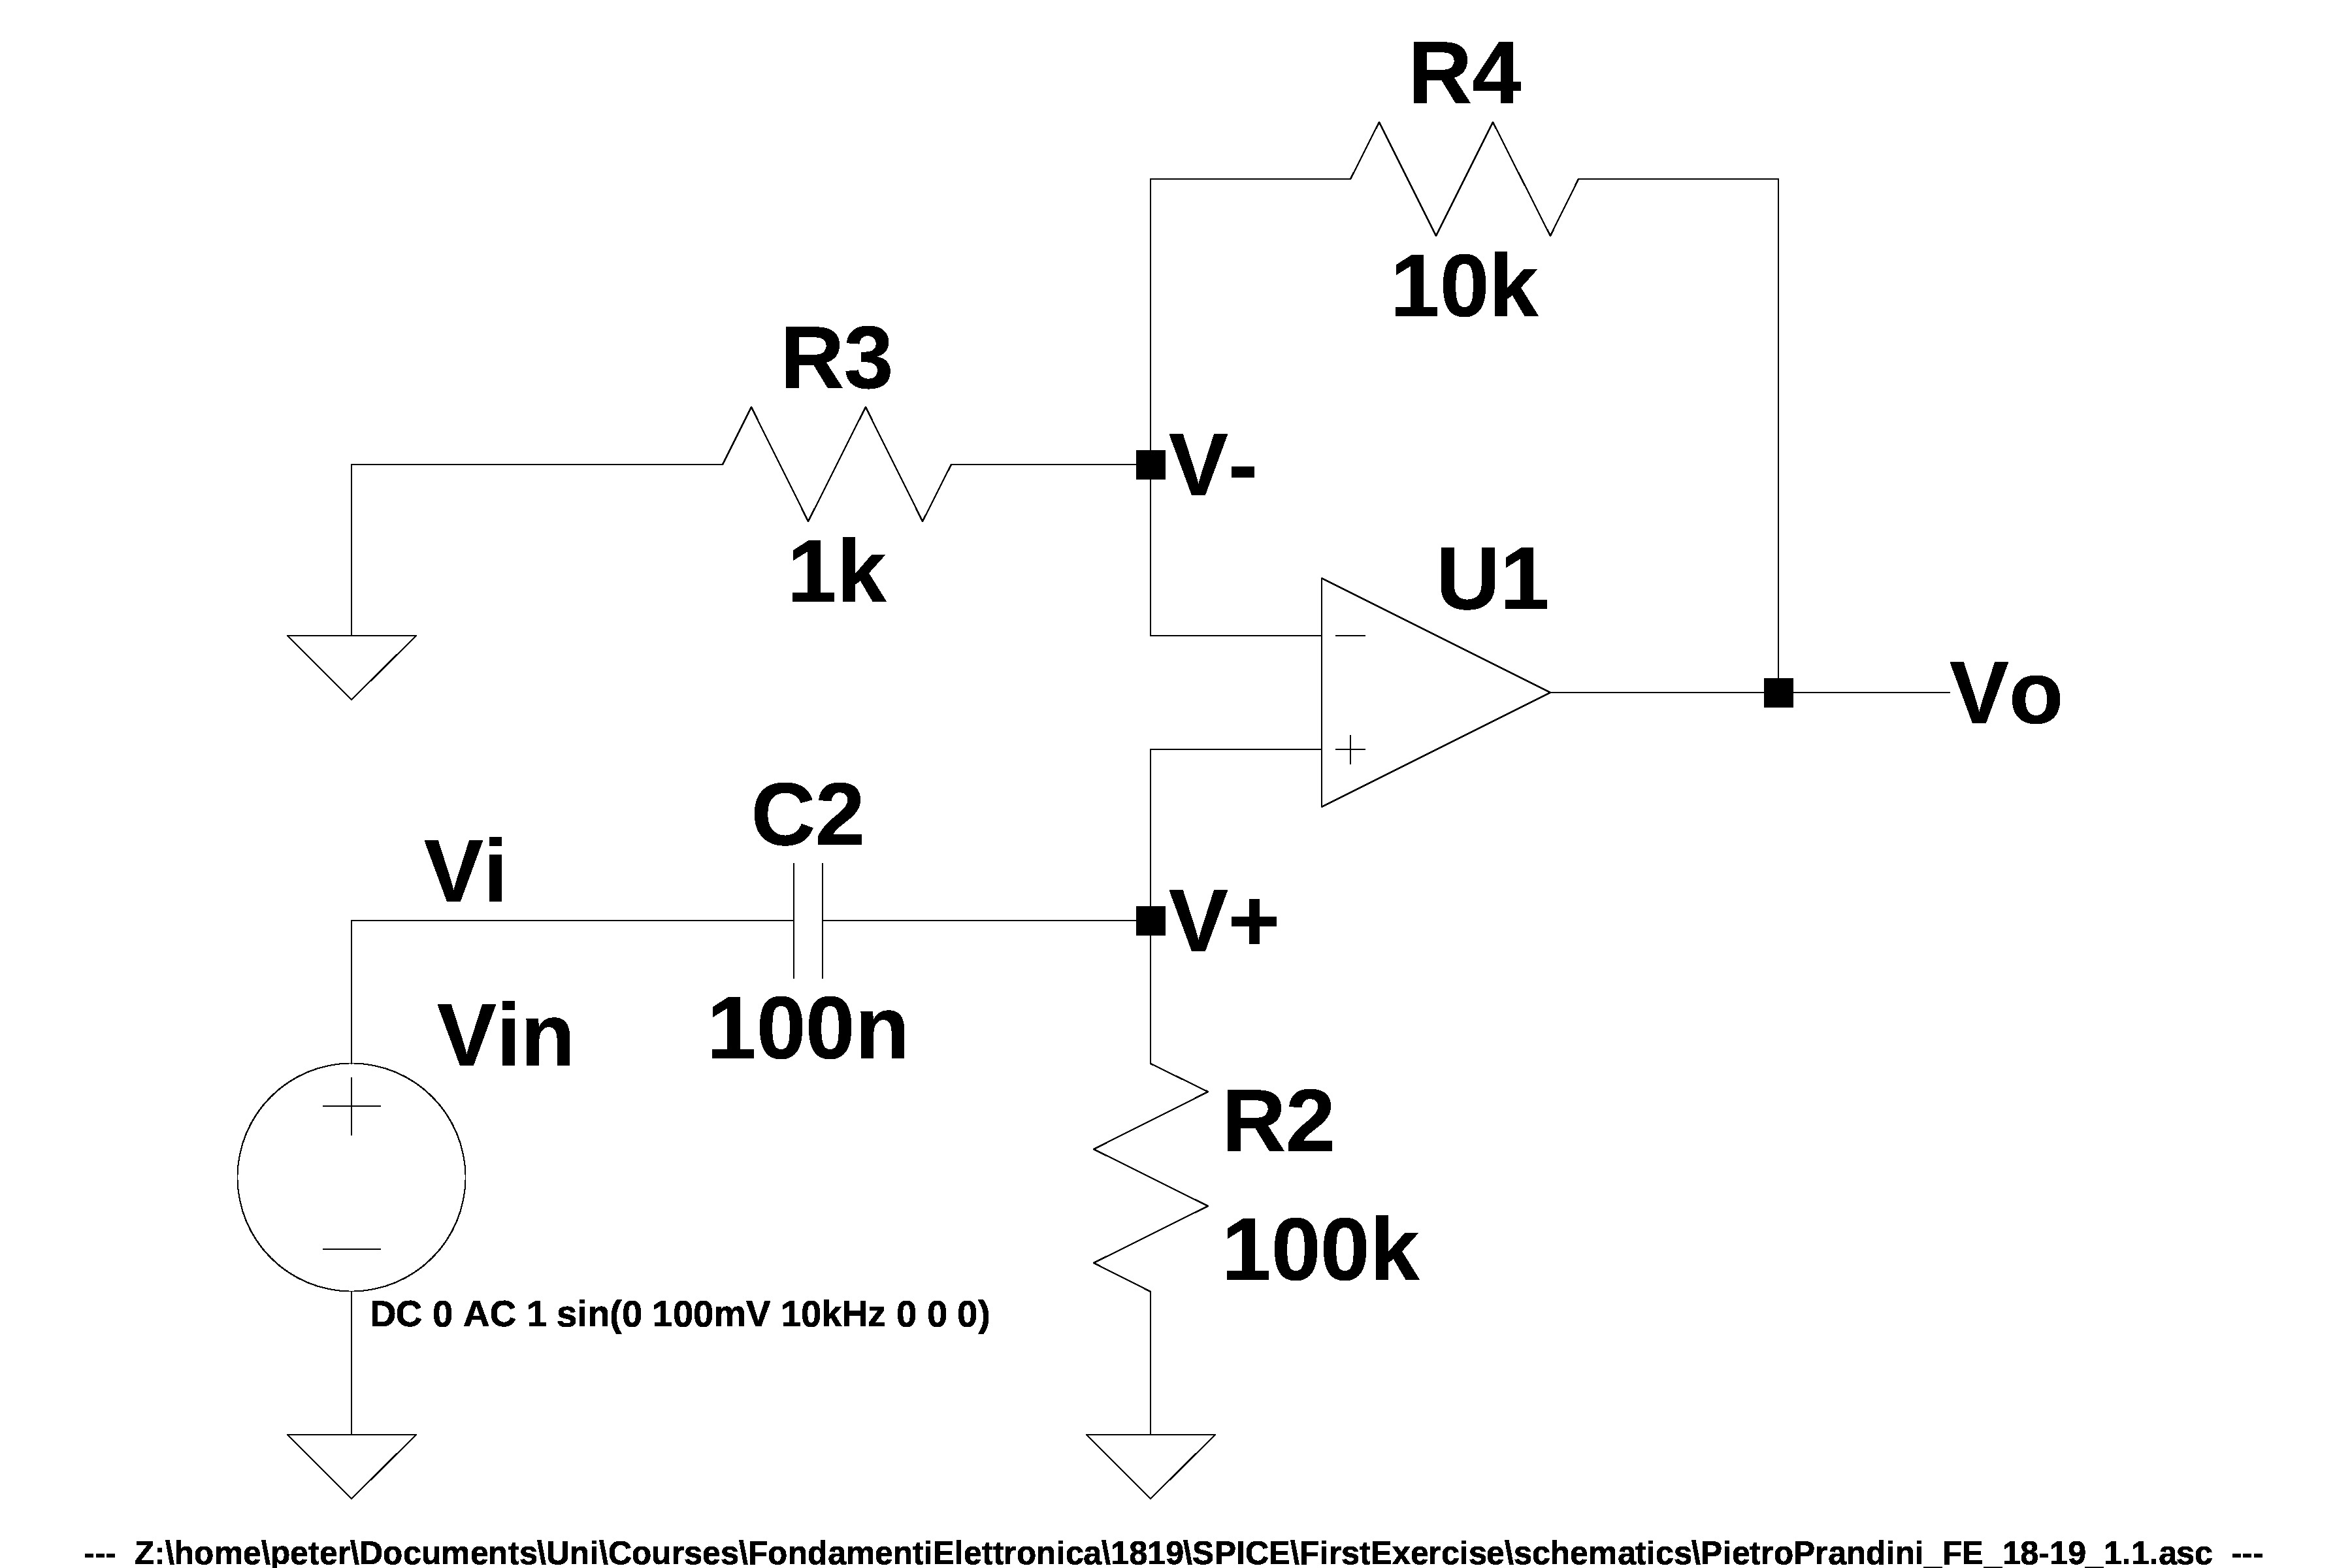 R4
10k
R3
V-
1k
U1
Vo
C2
Vi
V+
Vin
100n
R2
100k
DC 0 AC 1 sin(0 100mV 10kHz 0 0 0)
--- Z:\home\peter\Documents\Uni\Courses\FondamentiElettronica\1819\SPICE\FirstExercise\schematics\PietroPrandini_FE_18-19_1.1.asc ---